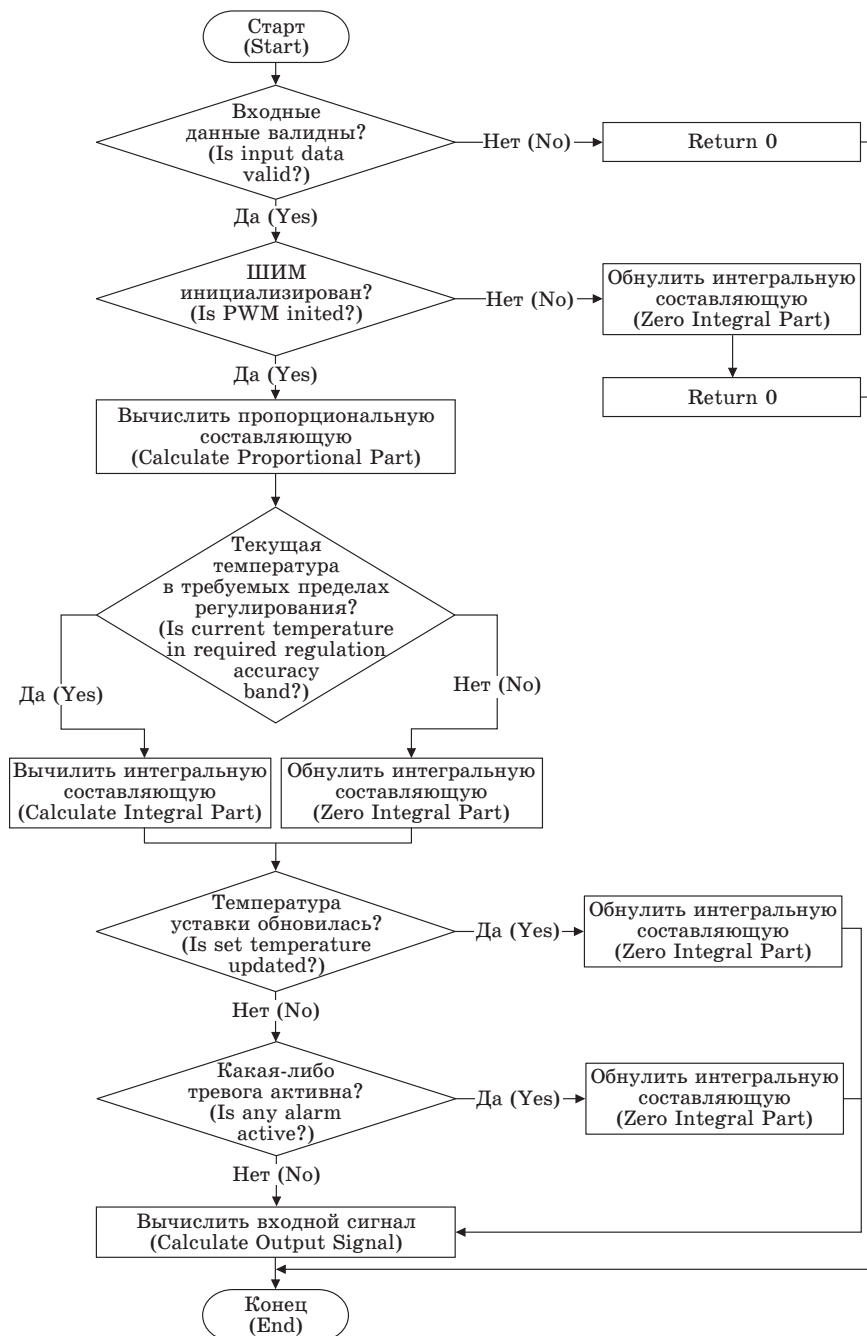 Старт
(Start)
Входные
данные валидны?
(Is input data
valid?)
Нет (No)
Return 0
Да (Yes)
ШИМ
инициализирован?
(Is PWM inited?)
Нет (No)
Обнулить интегральную
составляющую
(Zero Integral Part)
Да (Yes)
Return 0
Вычислить пропорциональную
составляющую
(Calculate Proportional Part)
Текущая
температура
в требуемых пределах
регулирования?
(Is current temperature
in required regulation
accuracy
band?)
Да (Yes)
Нет (No)
Вычилить интегральную
составляющую
(Calculate Integral Part)
Обнулить интегральную
составляющую
(Zero Integral Part)
Температура
уставки обновилась?
(Is set temperature
updated?)
Да (Yes)
Обнулить интегральную
составляющую
(Zero Integral Part)
Нет (No)
Какая-либо
тревога активна?
(Is any alarm
active?)
Да (Yes)
Обнулить интегральную
составляющую
(Zero Integral Part)
Нет (No)
Вычислить входной сигнал
(Calculate Output Signal)
Конец
(End)